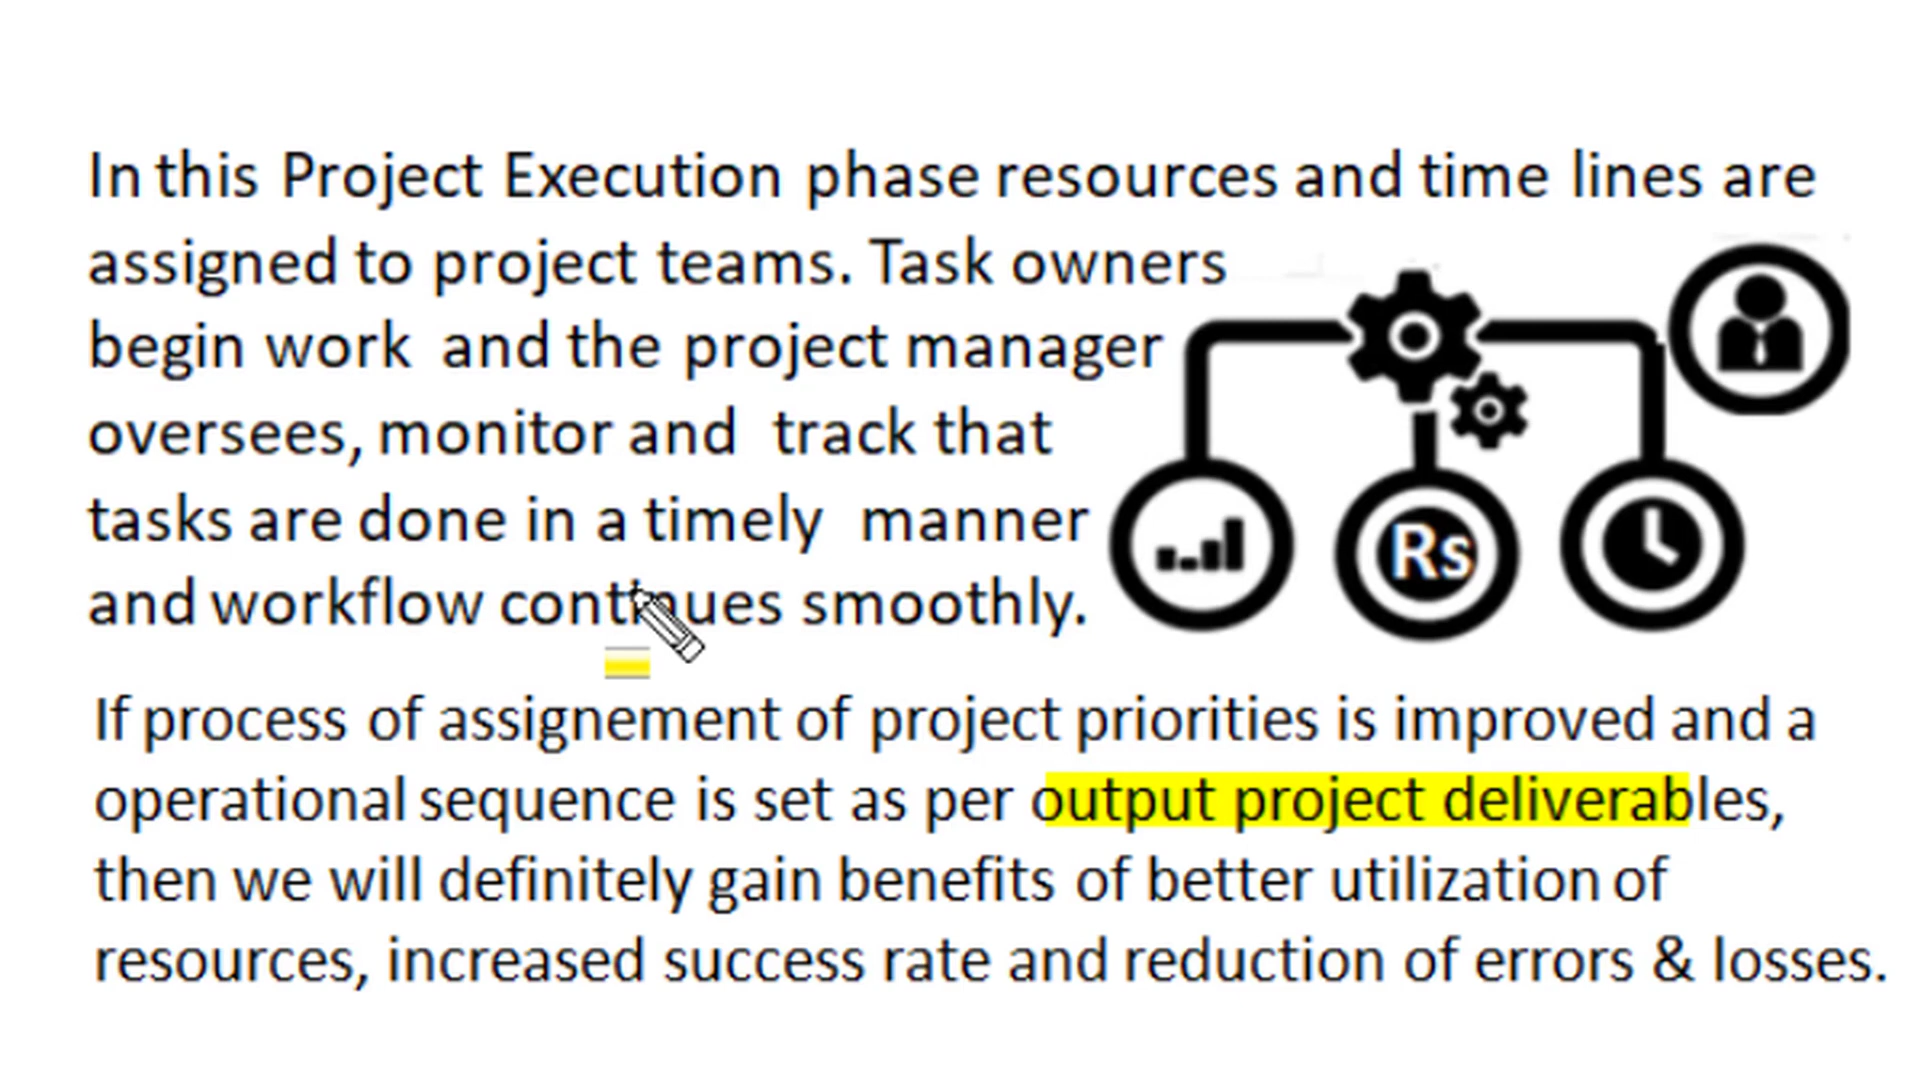 In this Project Execution phase resources and time lines are
assigned to project teams. Task owners
begin work and the project manager
oversees, monitor and track that
tasks are done in a timely manner
and workflow continues smoothly.
Rs
If process of assignement of project priorities is improved and a
operational sequence is set as per output project deliverables,
then we will definitely gain benefits of better utilization of
resources, increased success rate and reduction of errors & losses.